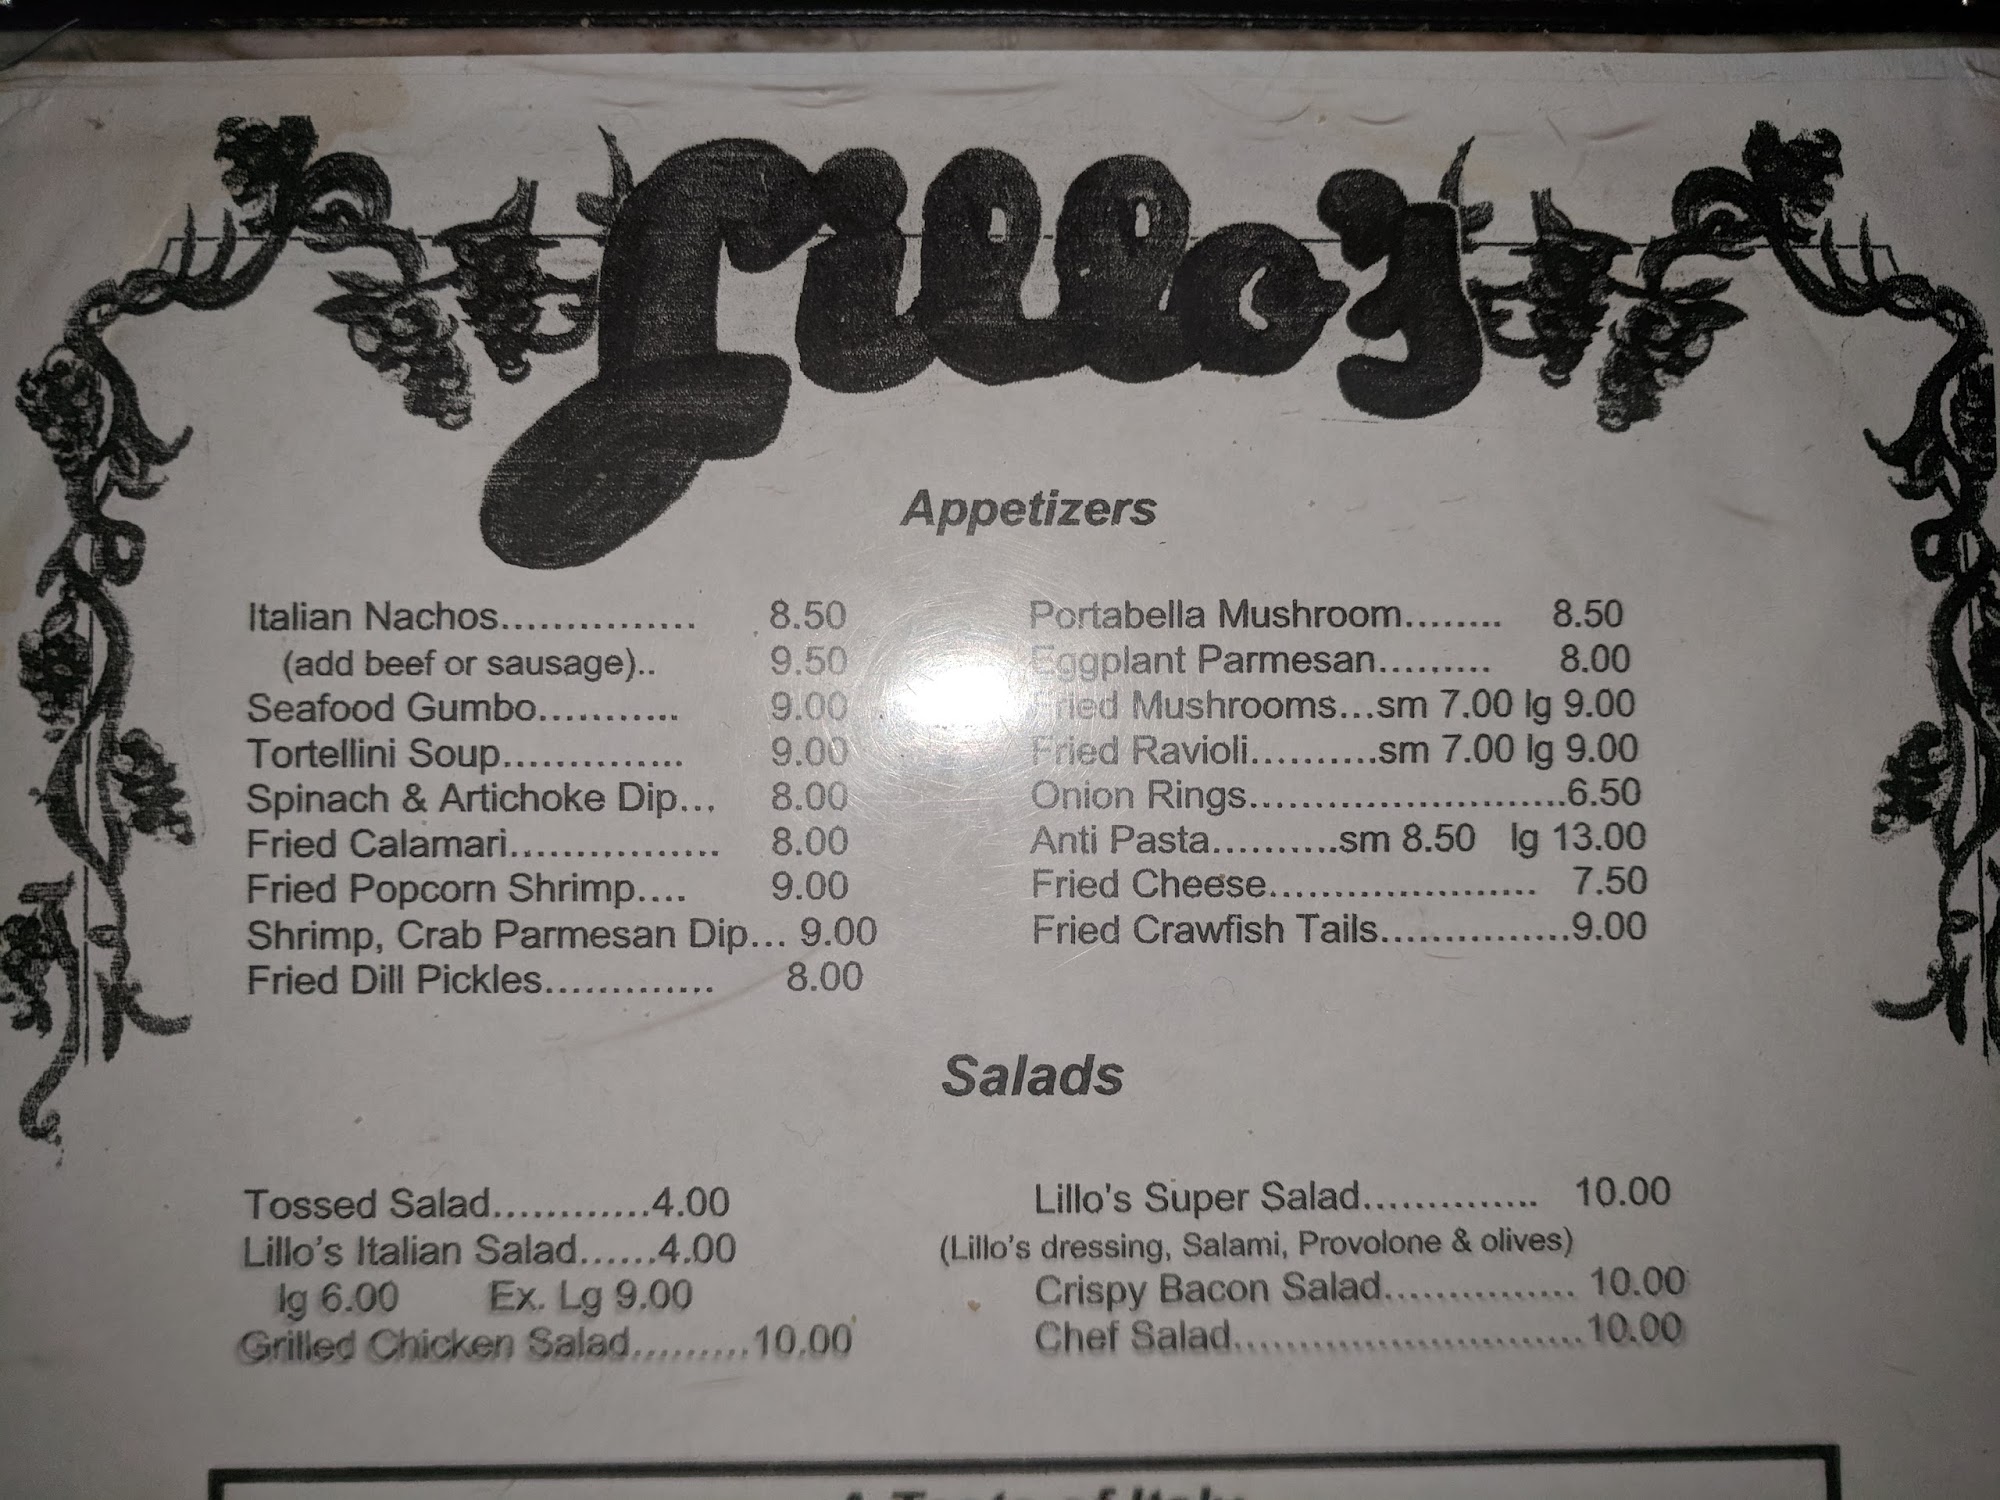 Lillo's
Appetizers
Italian Nachos............... 8.50
(add beef or sausage).. 9.50
Seafood Gumbo........... 9.00
Tortellini Soup.............. 9.00
Spinach & Artichoke Dip... 8.00
Fried Calamari................ 8.00
Fried Popcorn Shrimp.... 9.00
Shrimp, Crab Parmesan Dip... 9.00
Fried Dill Pickles............. 8.00
Portabella Mushroom........ 8.50
Eggplant Parmesan......... 8.00
Fried Mushrooms...sm 7.00 lg 9.00
Fried Ravioli..........sm 7.00 lg 9.00
Onion Rings........................6.50
Anti Pasta..........sm 8.50 lg 13.00
Fried Cheese..................... 7.50
Fried Crawfish Tails...............9.00
Salads
Tossed Salad............4.00
Lillo's Italian Salad......4.00
lg 6.00 Ex. Lg 9.00
Grilled Chicken Salad.........10.00
Lillo's Super Salad.............. 10.00
(Lillo's dressing, Salami, Provolone & olives)
Crispy Bacon Salad............... 10.00
Chef Salad...........................10.00
A Taste of Italy